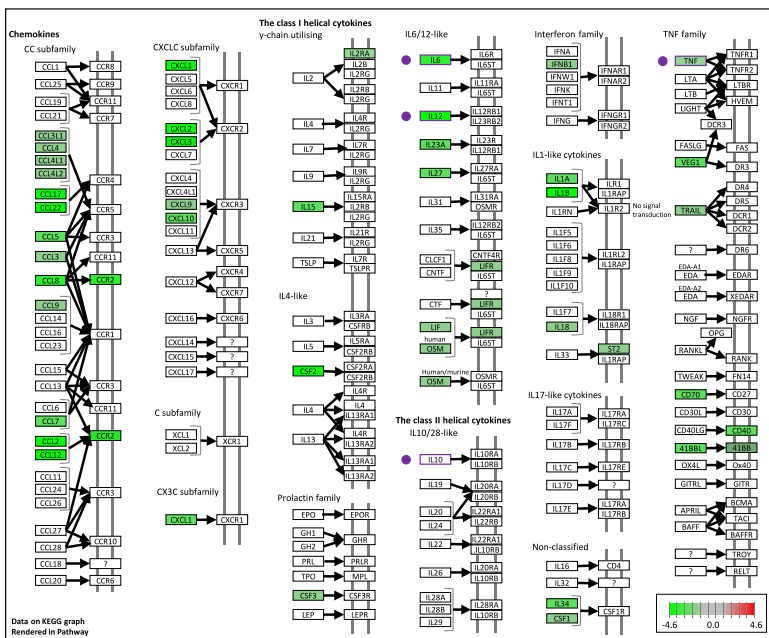 Chemokines
CC subfamily
CCL1
CCR8
CCL25
CCR9
CCR11
CCL19
CCL21
CCR7
CCL3L1
CCL4
CCL4L1
CCL4L2
CCR4
CCL17
CCL22
CCR5
CCL5
CCR3
CCL3
CCR11
CCL8
CCR2
CCL9
CCL14
CCL16
CCL23
CCR1
CCL15
CCL13
CCR3
CCL6
CCR11
CCL7
CCL2
CCR2
CCL12
CCL11
CCL24
CCL26
CCR3
CCL27
CCL28
CCR10
CCL18
?
CCL20
CCR6
Data on KEGG graph
Rendered in Pathway
CXCLC subfamily
CXCL1
CXCL5
CXCL6
CXCL8
CXCR1
CXCL2
CXCL3
CXCL7
CXCR2
CXCL4
CXCL4L1
CXCL9
CXCL10
CXCL11
CXCR3
CXCL13
CXCR5
CXCL12
CXCR4
CXCR7
CXCL16
CXCR6
CXCL14
?
CXCL15
?
CXCL17
?
C subfamily
XCL1
XCL2
XCR1
CX3C subfamily
CXCL1
CXCR1
The class I helical cytokines
γ-chain utilising
IL2RA
IL2
IL2B
IL2RG
IL2RB
IL2RG
IL4
IL4R
IL2RG
IL7
IL7R
IL2RG
IL9
IL9R
IL2RG
IL15
IL15RA
IL2RB
IL2RG
IL21
IL21R
IL2RG
TSLP
IL7R
TSLPR
IL4-like
IL3
IL3RA
CSFRB
IL5
IL5RA
CSF2RB
CSF2
CSF2RA
CSF2RB
IL4
IL4R
IL4
IL13RA1
IL13
IL4R
IL13RA2
IL13RA1
IL13RA2
Prolactin family
EPO
EPOR
GH1
GH2
GHR
PRL
PRLR
TPO
MPL
CSF3
CSF3R
LEP
LEPR
IL6/12-like
IL6
IL6R
IL6ST
IL11
IL11RA
IL6ST
IL12
IL12RB1
IL23RB2
IL23A
IL23R
IL12RB1
IL27
IL27RA
IL6ST
IL31
IL31RA
OSMR
IL35
IL12RB2
IL6ST
CLCF1
CNTF
CNTF4R
LIFR
IL6ST
CTF
?
LIFR
IL6ST
LIF
human
OSM
LIFR
IL6ST
Human/murine
OSM
OSMR
IL6ST
The class II helical cytokines
IL10/28-like
IL10
IL10RA
IL10RB
IL19
IL20RA
IL20RB
IL20
IL24
IL22RA1
IL22RB
IL22
IL22RA1
JL10RB
IL26
IL20RA
IL10RB
IL28A
IL28B
IL29
IL28RA
IL10RB
Interferon family
IFNA
IFNB1
IFNW1
IFNK
IFNT1
IFNAR1
IFNAR2
IFNG
IFNGR1
IFNGR2
IL1-like cytokines
IL1A
IL1B
ILR1
IL1RAP
IL1RN
IL1R2
IL1F5
IL1F6
IL1F8
IL1F9
IL1F10
IL1RL2
IL1RAP
IL1F7
IL18
IL18R1
IL18RAP
IL33
ST2
IL1RAP
IL17-like cytokines
IL17A
IL17F
IL17RA
IL17RC
IL17B
IL17RB
IL17C
IL17RE
IL17D
?
IL17E
IL17RA
IL17RB
Non-classified
IL16
CD4
IL32
?
IL34
CSF1
CSF1R
TNF family
TNF
TNFR1
TNFR2
LTA
LTBR
LTB
HVEM
LIGHT
DCR3
FASLG
FAS
VEG1
DR3
No signal
transduction
TRAIL
DR4
DR5
DCR1
DCR2
?
DR6
EDA-A1
EDA
EDAR
EDA-A2
EDA
XEDAR
NGF
NGFR
OPG
RANKL
RANK
TWEAK
FN14
CD70
CD27
CD30L
CD30
CD40LG
CD40
41BBL
41BB
OX4L
Ox40
GITRL
GITR
APRIL
BCMA
TACI
BAFF
BAFFR
?
TROY
?
RELT
-4.6 0.0 4.6